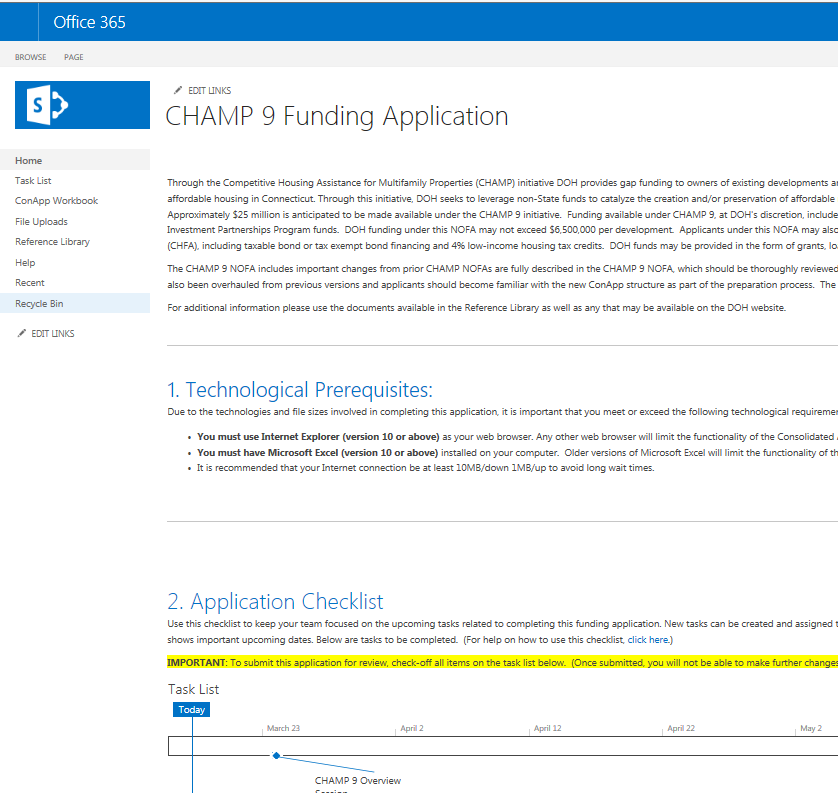 Office 365
BROWSE PAGE
S
EDIT LINKS
CHAMP 9 Funding Application
Home
Task List
ConApp Workbook
File Uploads
Reference Library
Help
Recent
Recycle Bin
EDIT LINKS
Through the Competitive Housing Assistance for Multifamily Properties (CHAMP) initiative DOH provides gap funding to owners of existing developments
affordable housing in Connecticut. Through this initiative, DOH seeks to leverage non-State funds to catalyze the creation and/or preservation of affordable
Approximately $25 million is anticipated to be made available under the CHAMP 9 initiative. Funding available under CHAMP 9, at DOH's discretion, include
Investment Partnerships Program funds. DOH funding under this NOFA may not exceed $6,500,000 per development. Applicants under this NOFA may also
(CHFA), including taxable bond or tax exempt bond financing and 4% low-income housing tax credits. DOH funds may be provided in the form of grants, lo
The CHAMP 9 NOFA includes important changes from prior CHAMP NOFAs are fully described in the CHAMP 9 NOFA, which should be thoroughly reviewed
also been overhauled from previous versions and applicants should become familiar with the new ConApp structure as part of the preparation process. The
For additional information please use the documents available in the Reference Library as well as any that may be available on the DOH website.
1. Technological Prerequisites:
Due to the technologies and file sizes involved in completing this application, it is important that you meet or exceed the following technological requireme
• You must use Internet Explorer (version 10 or above) as your web browser. Any other web browser will limit the functionality of the Consolidated
• You must have Microsoft Excel (version 10 or above) installed on your computer. Older versions of Microsoft Excel will limit the functionality of th
• It is recommended that your Internet connection be at least 10MB/down 1MB/up to avoid long wait times.
2. Application Checklist
Use this checklist to keep your team focused on the upcoming tasks related to completing this funding application. New tasks can be created and assigned t
shows important upcoming dates. Below are tasks to be completed. (For help on how to use this checklist, click here.)
IMPORTANT: To submit this application for review, check-off all items on the task list below. (Once submitted, you will not be able to make further changes
Task List
Today
March 23 April 2 April 12 April 22 May 2
CHAMP 9 Overview
Session